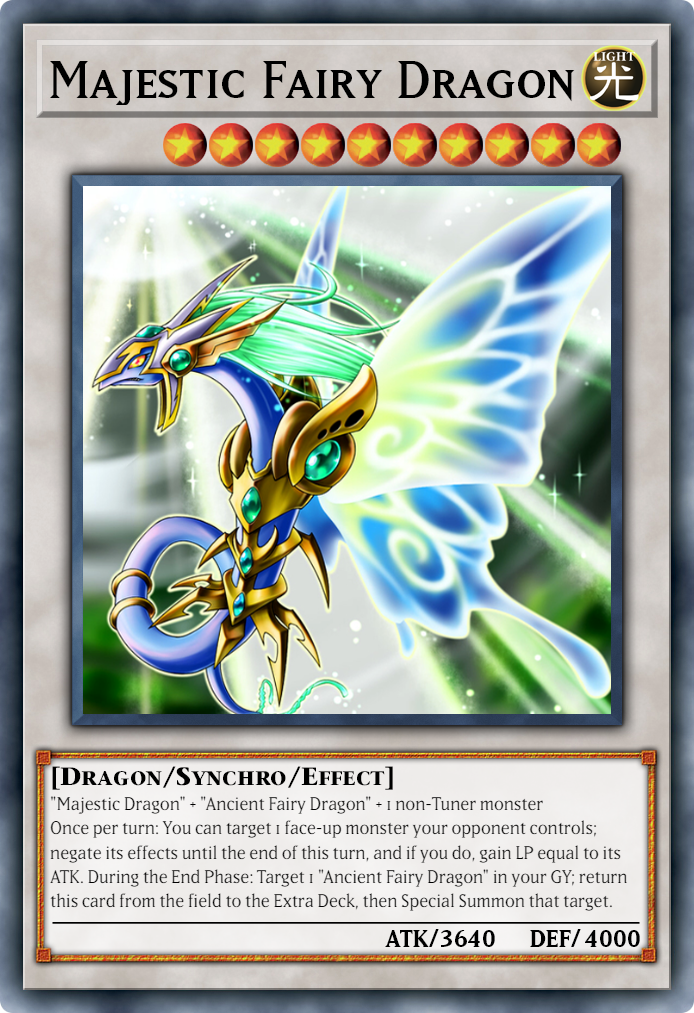 Majestic Fairy Dragon
LIGHT
光
[Dragon/Synchro/Effect]
"Majestic Dragon" + "Ancient Fairy Dragon" + 1 non-Tuner monster
Once per turn: You can target 1 face-up monster your opponent controls;
negate its effects until the end of this turn, and if you do, gain LP equal to its
ATK. During the End Phase: Target 1 "Ancient Fairy Dragon" in your GY; return
this card from the field to the Extra Deck, then Special Summon that target.
ATK/3640 DEF/ 4000